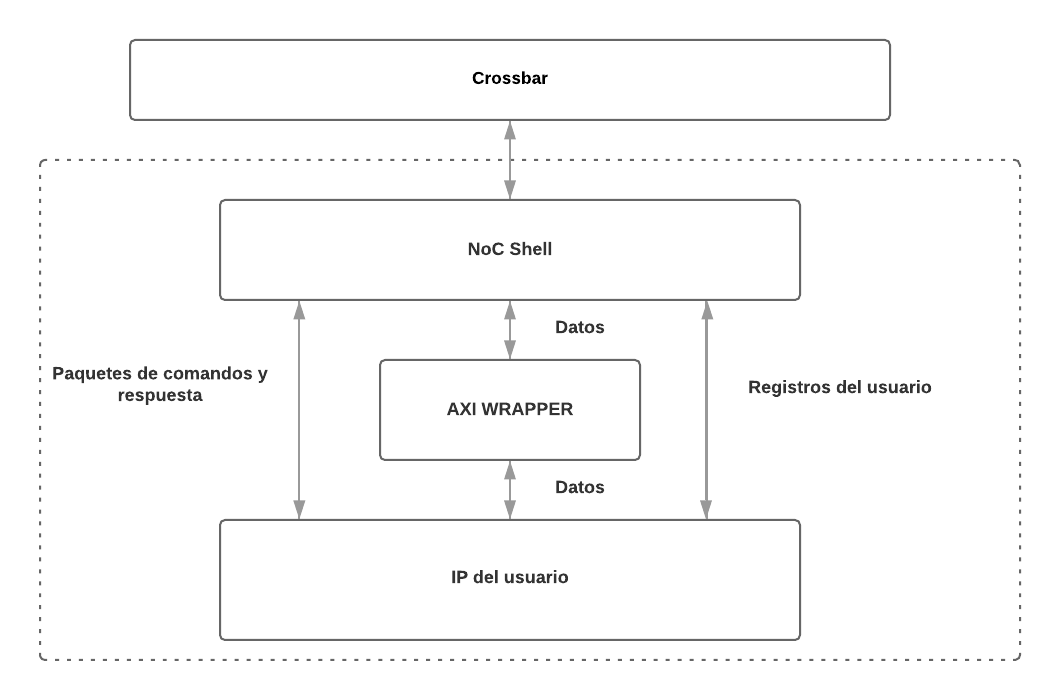 Crossbar
NoC Shell
Datos
Paquetes de comandos y
respuesta
Registros del usuario
AXI WRAPPER
Datos
IP del usuario